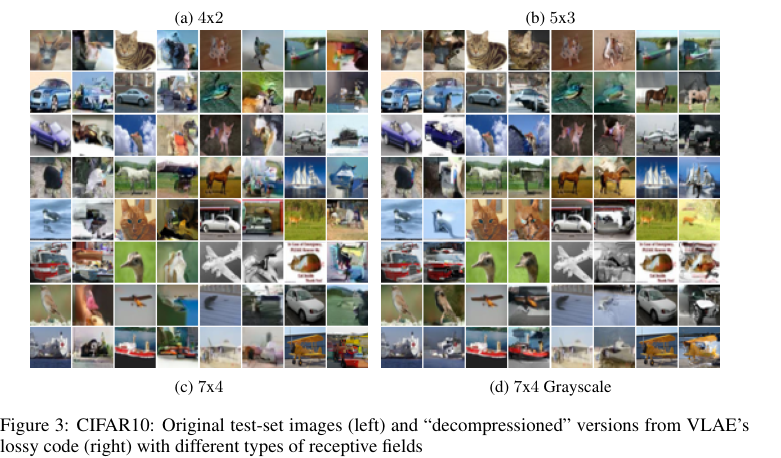 (a) 4x2
(b) 5x3
(c) 7x4
(d) 7x4 Grayscale
Figure 3: CIFAR10: Original test-set images (left) and “decompressioned” versions from VLAE’s
lossy code (right) with different types of receptive fields